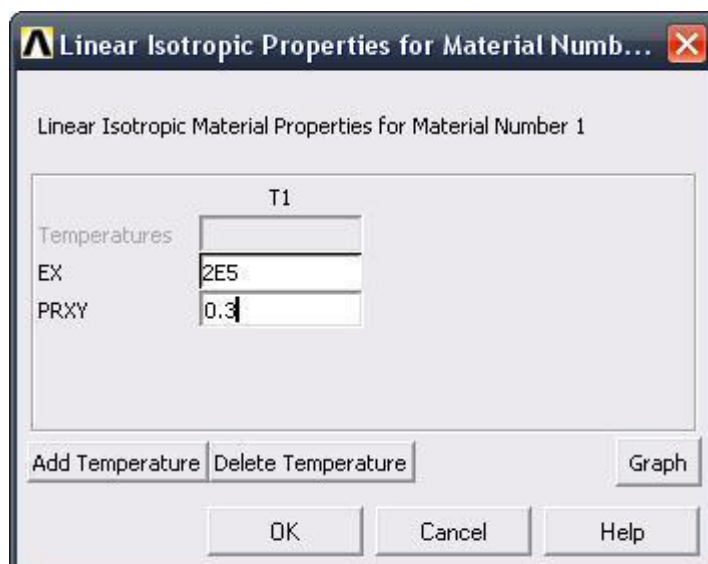 Linear Isotropic Properties for Material Numb...
Linear Isotropic Material Properties for Material Number 1
T1
Temperatures
EX 2E5
PRXY 0.3
Add Temperature Delete Temperature Graph
OK Cancel Help